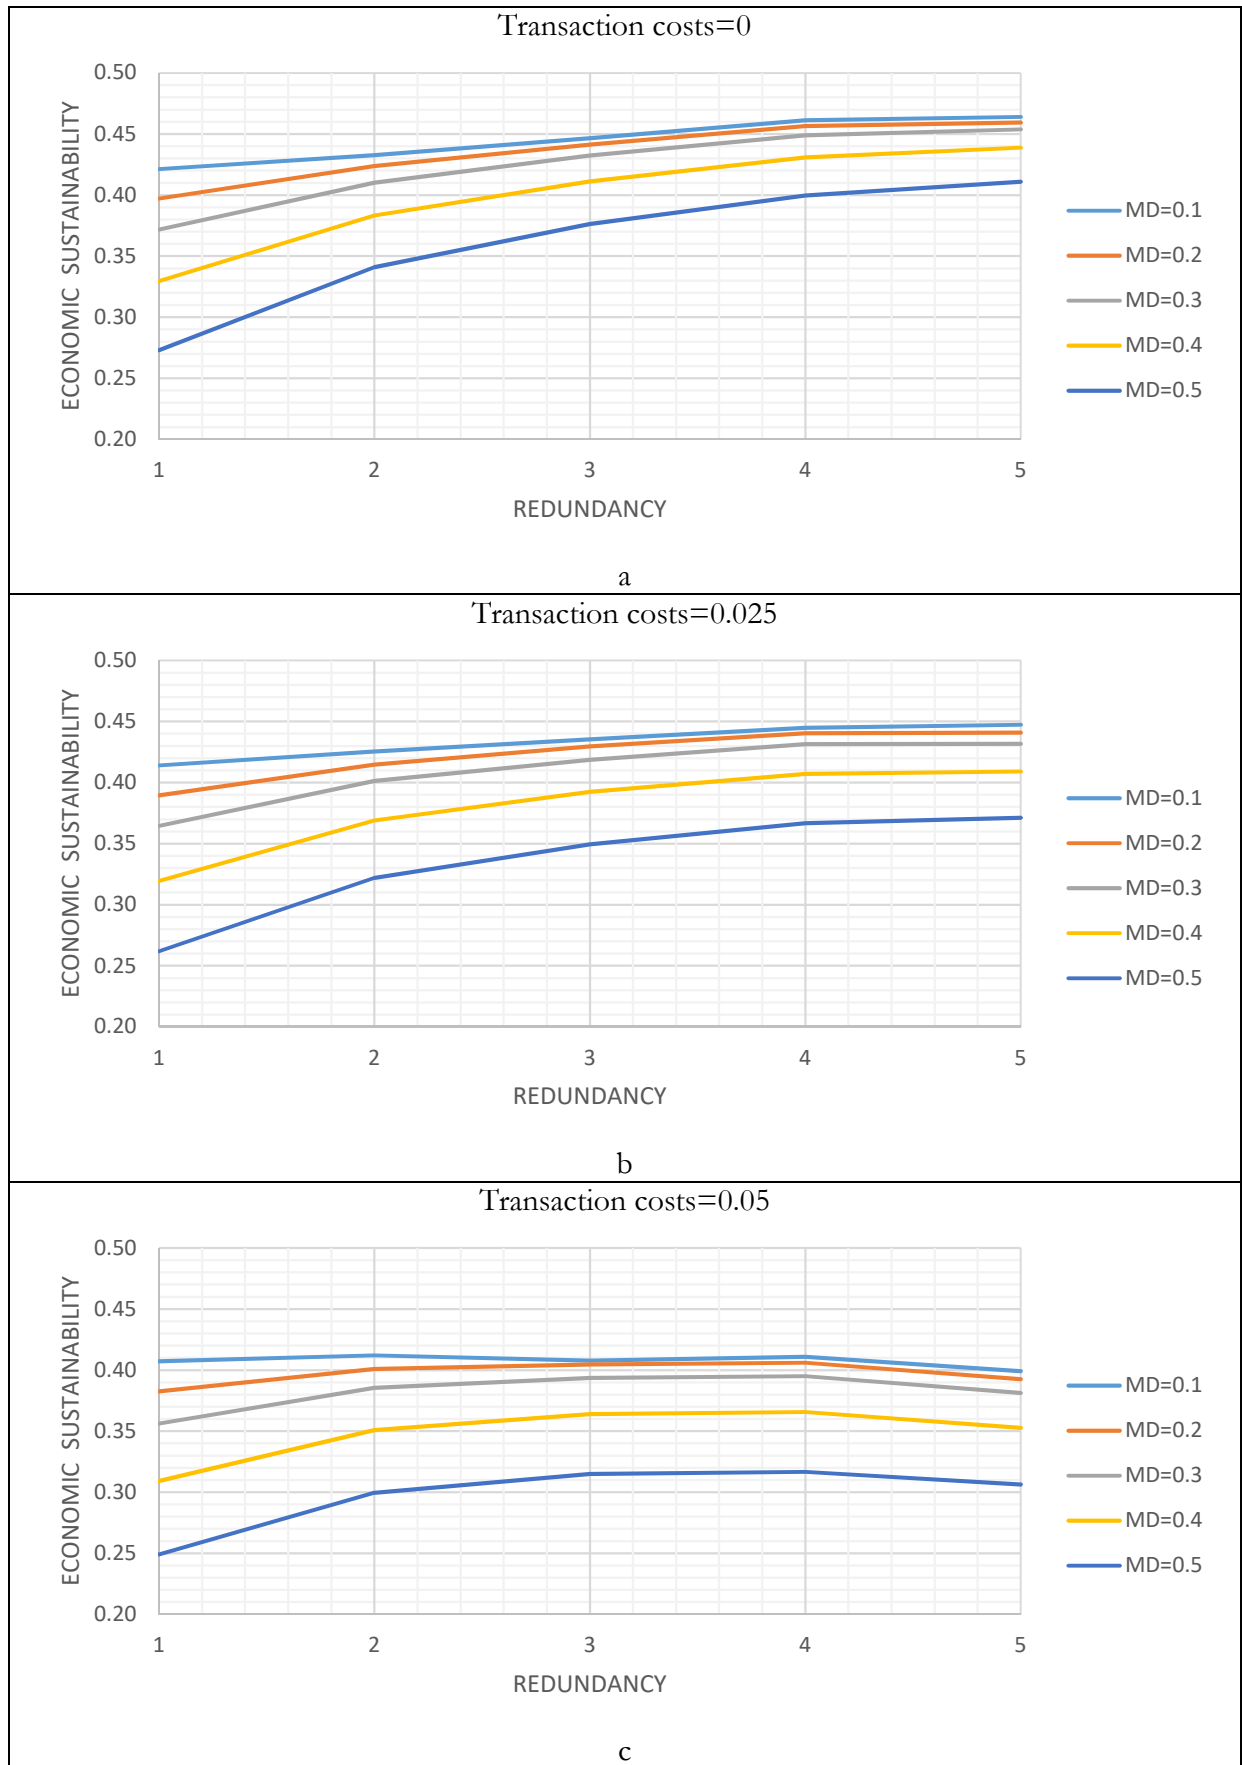 Transaction costs=0
ECONOMIC SUSTAINABILITY
0.50
0.45
0.40
0.35
0.30
0.25
0.20
1 2 3 4 5
REDUNDANCY
MD=0.1
MD=0.2
MD=0.3
MD=0.4
MD=0.5
a
Transaction costs=0.025
ECONOMIC SUSTAINABILITY
0.50
0.45
0.40
0.35
0.30
0.25
0.20
1 2 3 4 5
REDUNDANCY
MD=0.1
MD=0.2
MD=0.3
MD=0.4
MD=0.5
b
Transaction costs=0.05
ECONOMIC SUSTAINABILITY
0.50
0.45
0.40
0.35
0.30
0.25
0.20
1 2 3 4 5
REDUNDANCY
MD=0.1
MD=0.2
MD=0.3
MD=0.4
MD=0.5
c